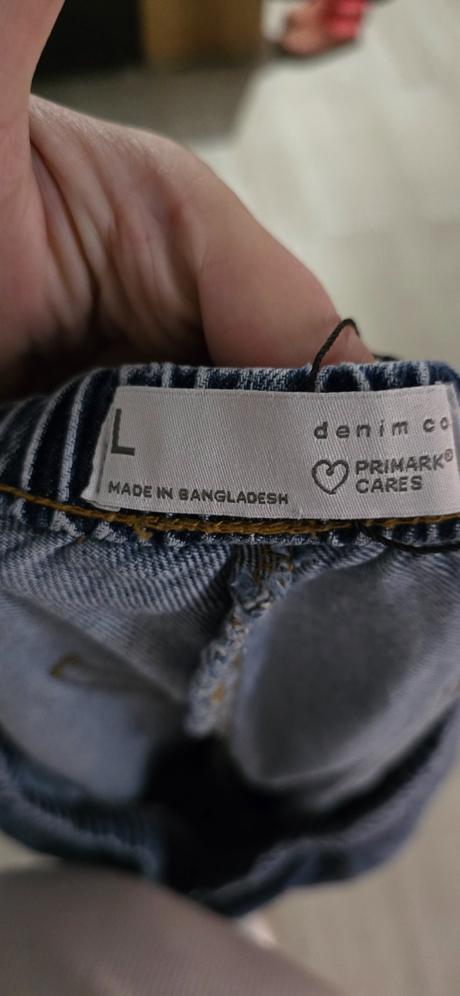 L
denim co
PRIMARK®
CARES
MADE IN BANGLADESH